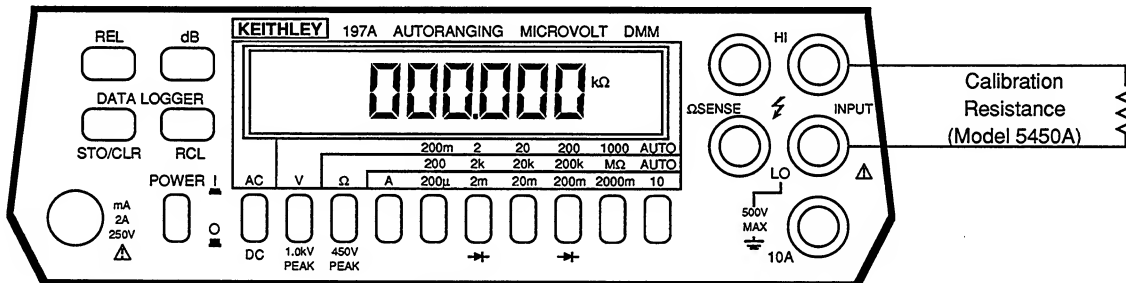 REL dB
KEITHLEY 197A AUTORANGING MICROVOLT DMM
HI
000.000 kΩ
Calibration
Resistance
(Model 5450A)
DATA LOGGER
ΩSENSE INPUT
STO/CLR RCL
200m 2 20 200 1000 AUTO
200 2k 20k 200k MΩ AUTO
POWER I AC V Ω A 200μ 2m 20m 200m 2000m 10
LO
mA
2A
250V
O
DC
1.0kV
PEAK
450V
PEAK
500V
MAX
10A